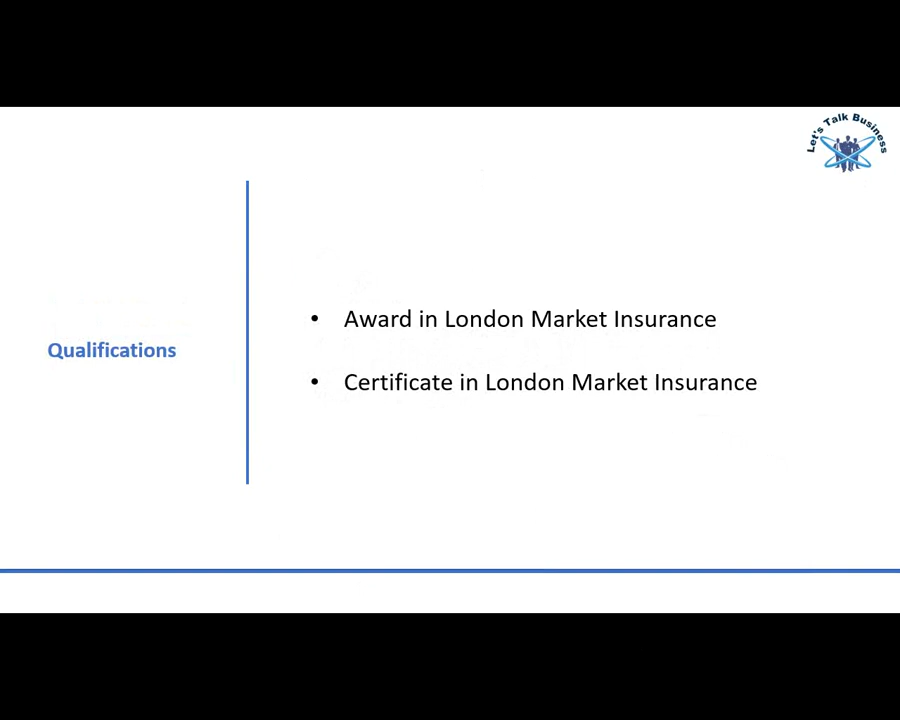 Let's Talk Business
Qualifications
• Award in London Market Insurance
• Certificate in London Market Insurance